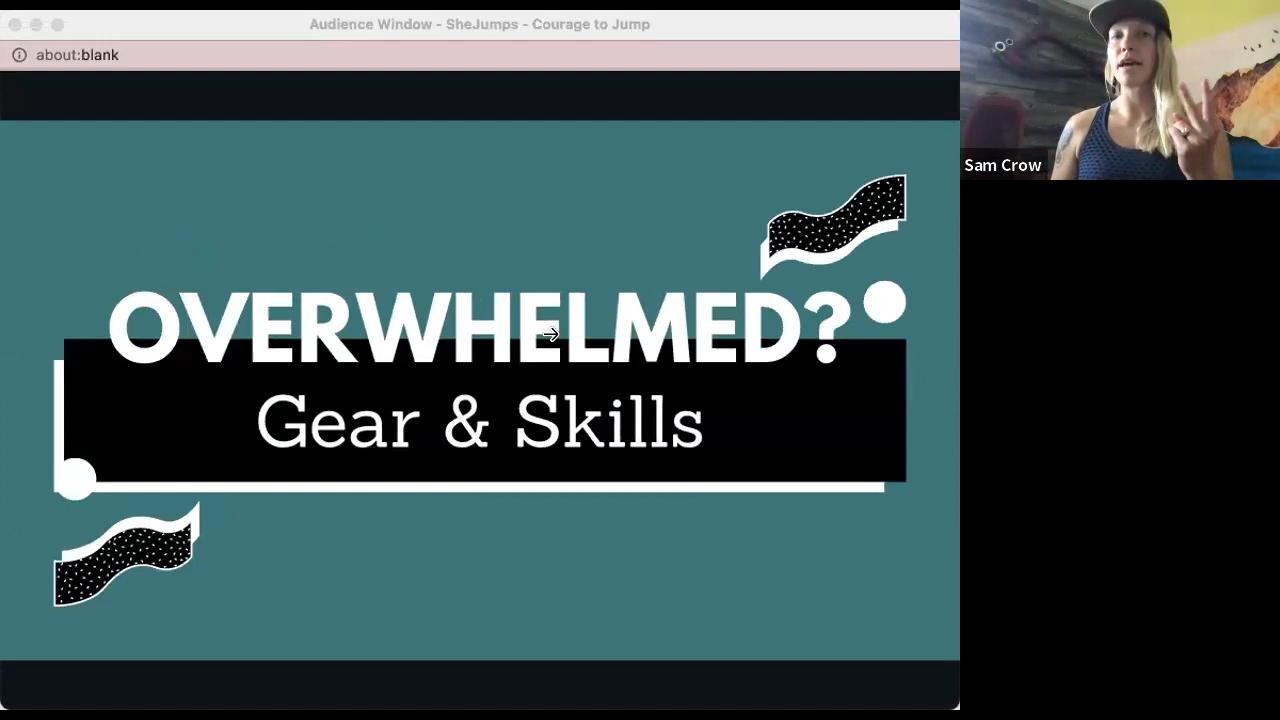 Audience Window - SheJumps - Courage to Jump
about:blank
Sam Crow
OVERWHELMED?
Gear & Skills